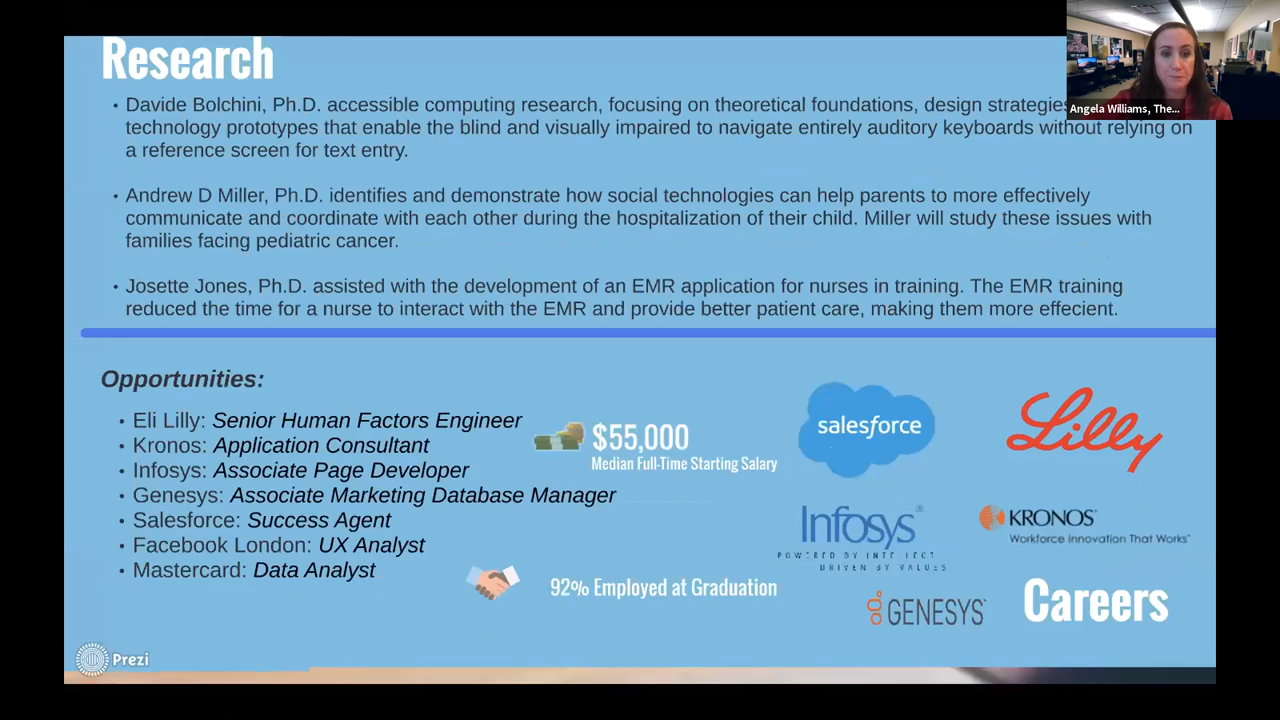 Research
• Davide Bolchini, Ph.D. accessible computing research, focusing on theoretical foundations, design strategies
technology prototypes that enable the blind and visually impaired to navigate entirely auditory keyboards without relying on
a reference screen for text entry.
• Andrew D Miller, Ph.D. identifies and demonstrate how social technologies can help parents to more effectively
communicate and coordinate with each other during the hospitalization of their child. Miller will study these issues with
families facing pediatric cancer.
• Josette Jones, Ph.D. assisted with the development of an EMR application for nurses in training. The EMR training
reduced the time for a nurse to interact with the EMR and provide better patient care, making them more effecient.
Angela Williams, The...
Opportunities:
• Eli Lilly: Senior Human Factors Engineer
• Kronos: Application Consultant
• Infosys: Associate Page Developer
• Genesys: Associate Marketing Database Manager
• Salesforce: Success Agent
• Facebook London: UX Analyst
• Mastercard: Data Analyst
$55,000
Median Full-Time Starting Salary
92% Employed at Graduation
salesforce
Lilly
Infosys®
POWERED BY INTELLECT
DRIVEN BY VALUES
KRONOS®
Workforce Innovation That Works™
GENESYS™
Careers
Prezi